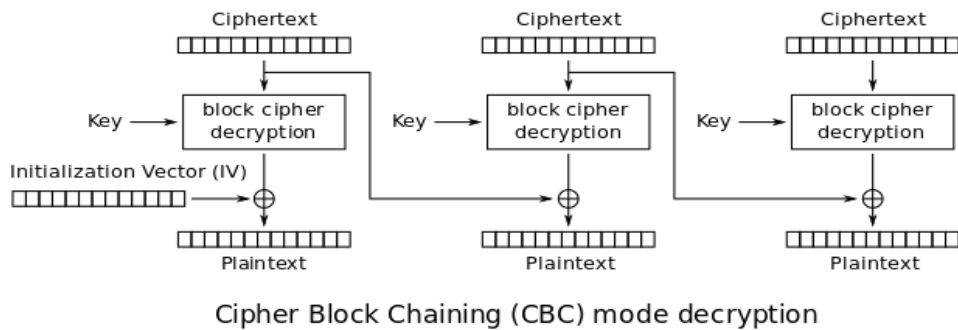 Ciphertext
Ciphertext
Ciphertext
Key
block cipher
decryption
Key
block cipher
decryption
Key
block cipher
decryption
Initialization Vector (IV)
Plaintext
Plaintext
Plaintext
Cipher Block Chaining (CBC) mode decryption